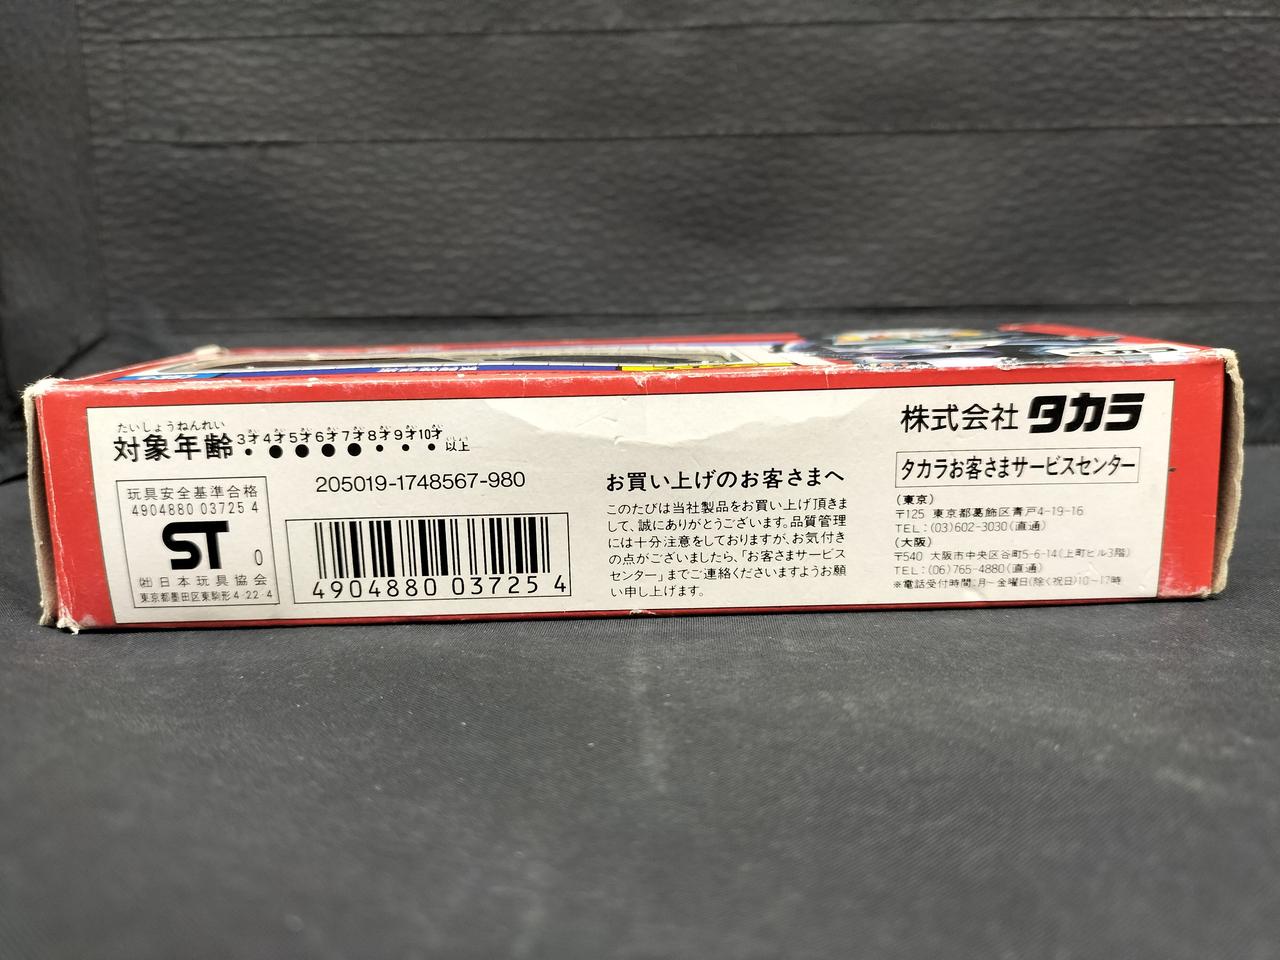 たいしょうねんれい
対象年齢 3才 4才 5才 6才 7才 8才 9才 10才 以上
玩具安全基準合格
4904880 03725 4
ST 0
㈳日本玩具協会
東京都墨田区東駒形4-22-4
205019-1748567-980
4904880 03725 4
お買い上げのお客さまへ
このたびは当社製品をお買い上げ頂きま
して、誠にありがとうございます。品質管理
には十分注意をしておりますが、お気付き
の点がございましたら、「お客さまサービス
センター」までご連絡くださいますようお願
い申し上げます。
株式会社 タカラ
タカラお客さまサービスセンター
(東京)
〒125 東京都葛飾区青戸4-19-16
TEL:(03)602-3030(直通)
(大阪)
〒540 大阪市中央区谷町5-6-14(上町ビル3階)
TEL:(06)765-4880(直通)
※電話受付時間:月~金曜日(除く祝日)10~17時